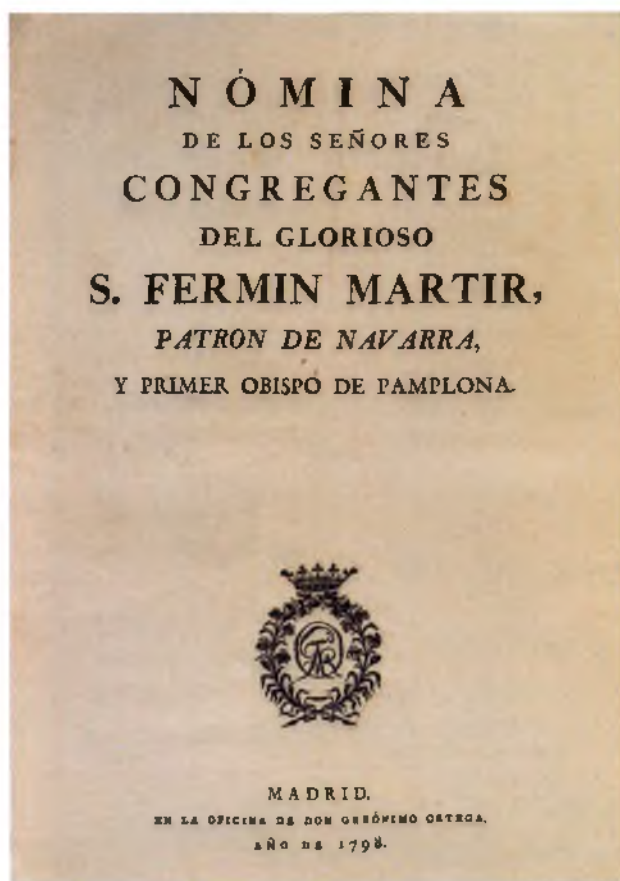 NÓMINA
DE LOS SEÑORES
CONGREGANTES
DEL GLORIOSO
S. FERMIN MARTIR,
PATRON DE NAVARRA,
Y PRIMER OBISPO DE PAMPLONA.
MADRID.
EN LA OFICINA DE DON GERÓNIMO ORTEGA.
AÑO DE 1798.